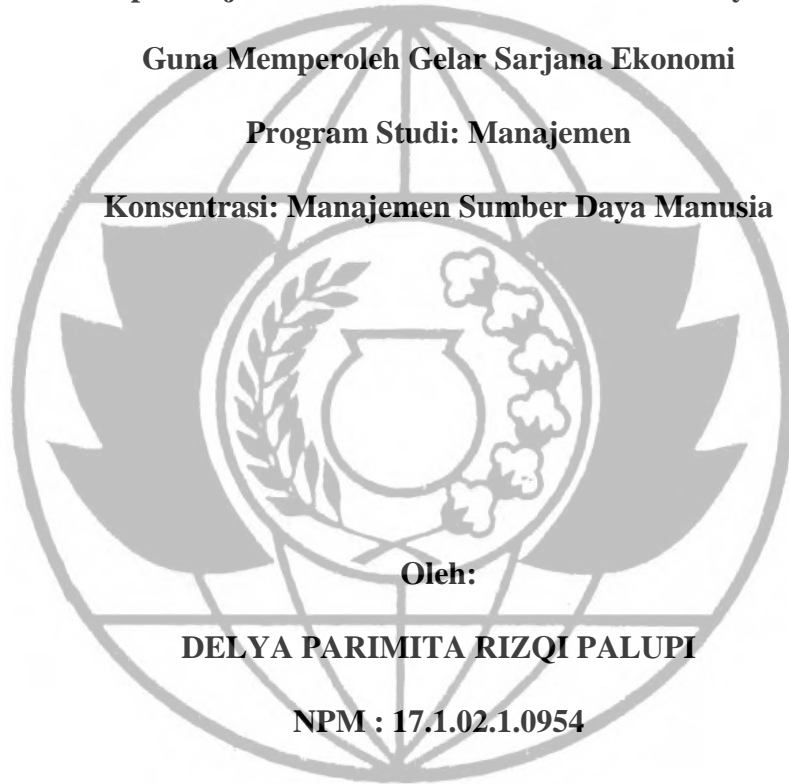 Guna Memperoleh Gelar Sarjana Ekonomi
Program Studi: Manajemen
Konsentrasi: Manajemen Sumber Daya Manusia
Oleh:
DELYA PARIMITA RIZQI PALUPI
NPM : 17.1.02.1.0954